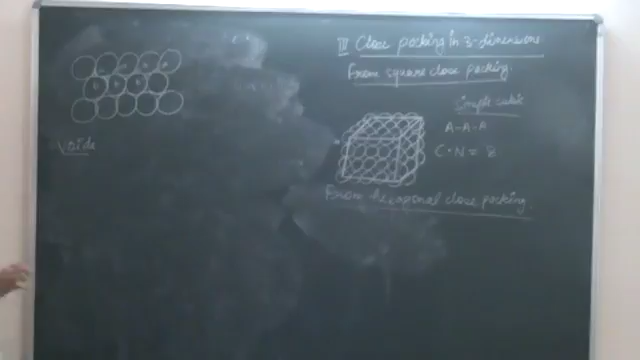 Voids
III Close packing in 3-dimensions
From square close packing
Simple cubic
A-A-A
C.N = 8
From hexagonal close packing.